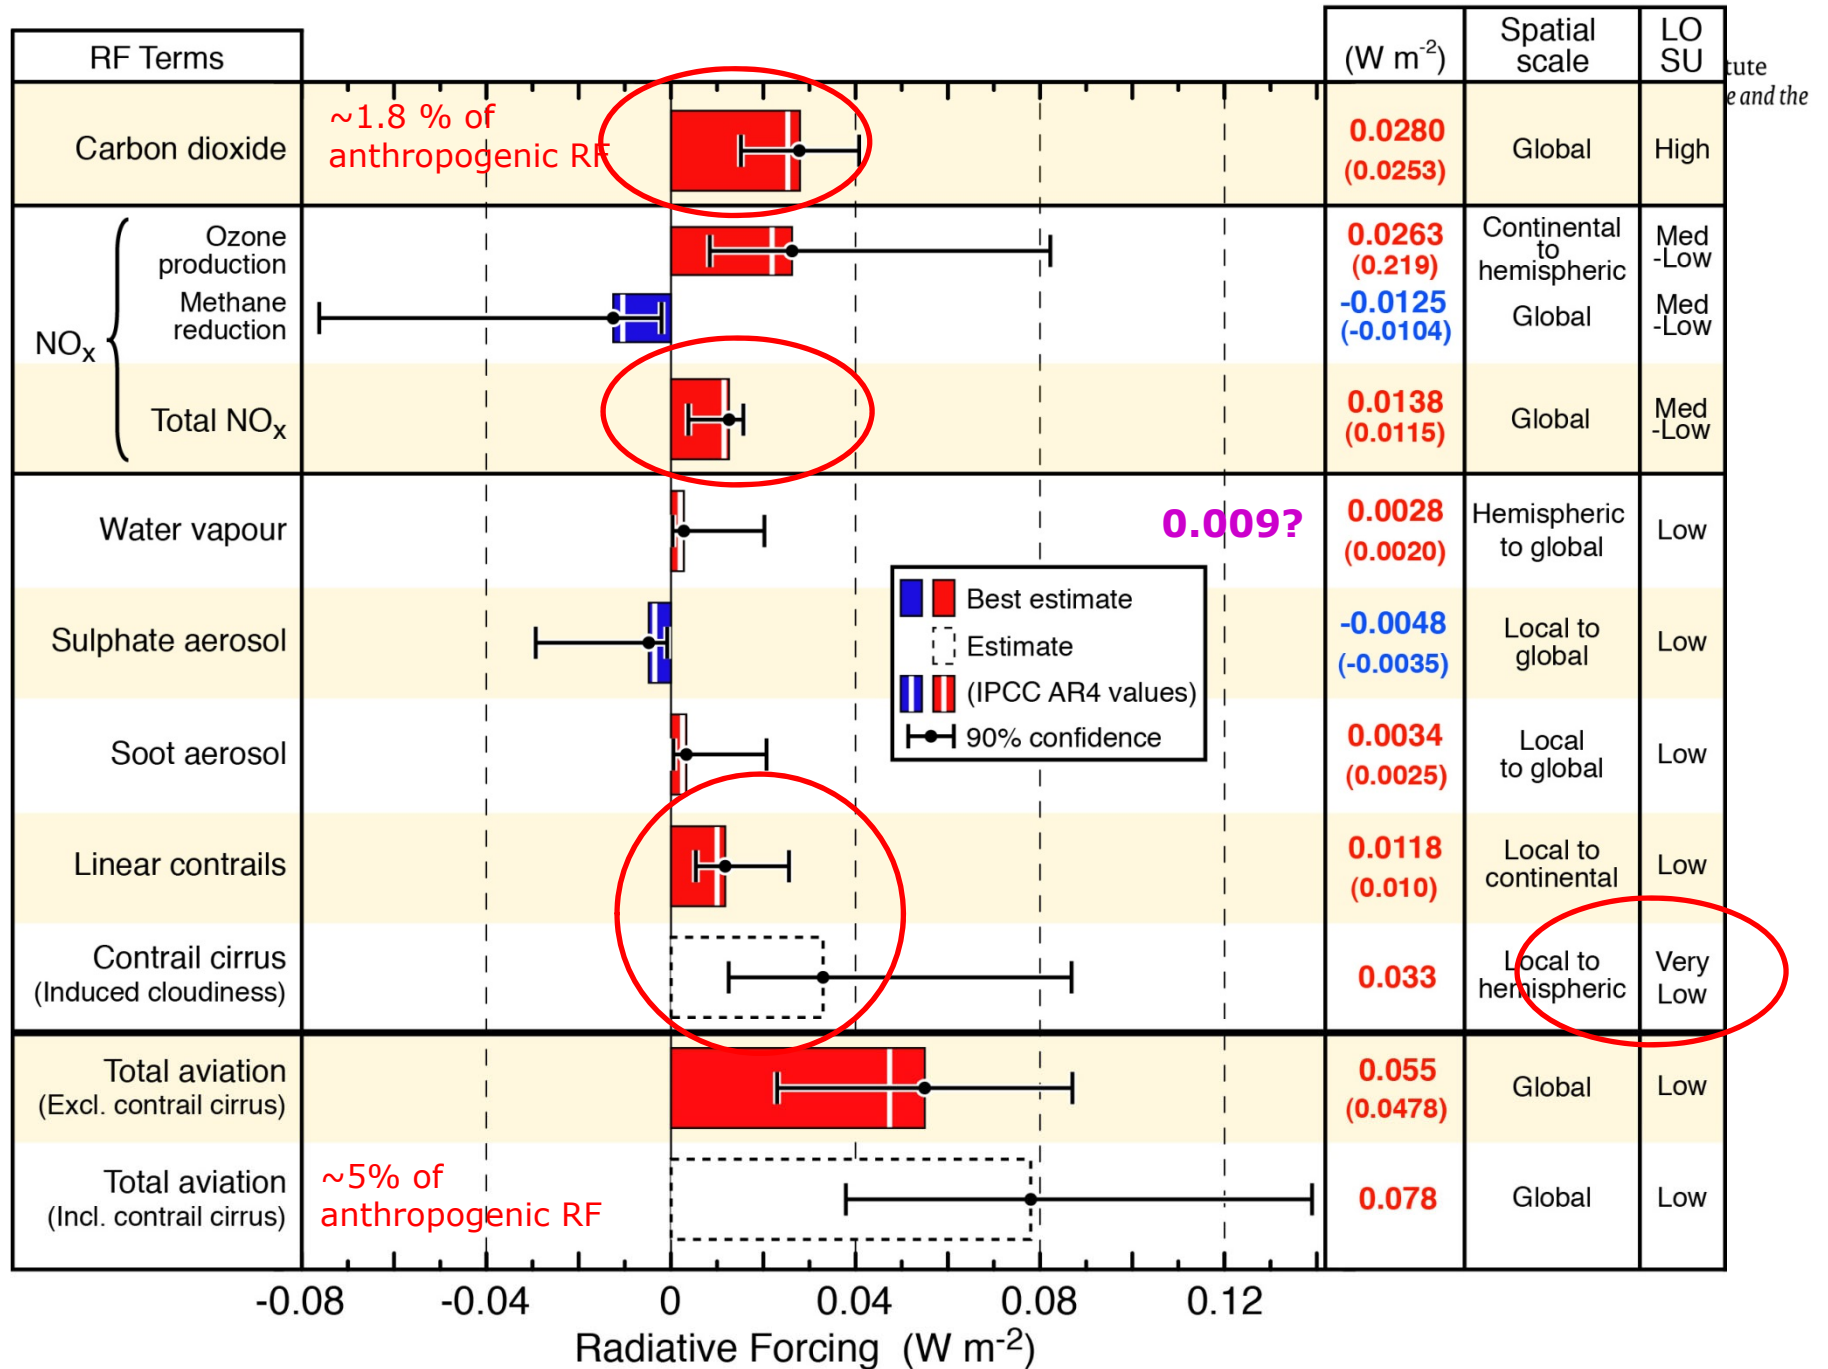 RF Terms
(W m-2)
Spatial
scale
LO
SU
tute
e and the
~1.8 % of
anthropogenic RF
Carbon dioxide
0.0280
(0.0253)
Global
High
NOx
Ozone
production
0.0263
(0.219)
Continental
to
hemispheric
Med
-Low
Methane
reduction
-0.0125
(-0.0104)
Global
Med
-Low
Total NOx
0.0138
(0.0115)
Global
Med
-Low
Water vapour
0.009?
0.0028
(0.0020)
Hemispheric
to global
Low
Best estimate
Estimate
(IPCC AR4 values)
90% confidence
Sulphate aerosol
-0.0048
(-0.0035)
Local to
global
Low
Soot aerosol
0.0034
(0.0025)
Local
to global
Low
Linear contrails
0.0118
(0.010)
Local to
continental
Low
Contrail cirrus
(Induced cloudiness)
0.033
Local to
hemispheric
Very
Low
Total aviation
(Excl. contrail cirrus)
0.055
(0.0478)
Global
Low
Total aviation
(Incl. contrail cirrus)
~5% of
anthropogenic RF
0.078
Global
Low
-0.08 -0.04 0 0.04 0.08 0.12
Radiative Forcing (W m-2)